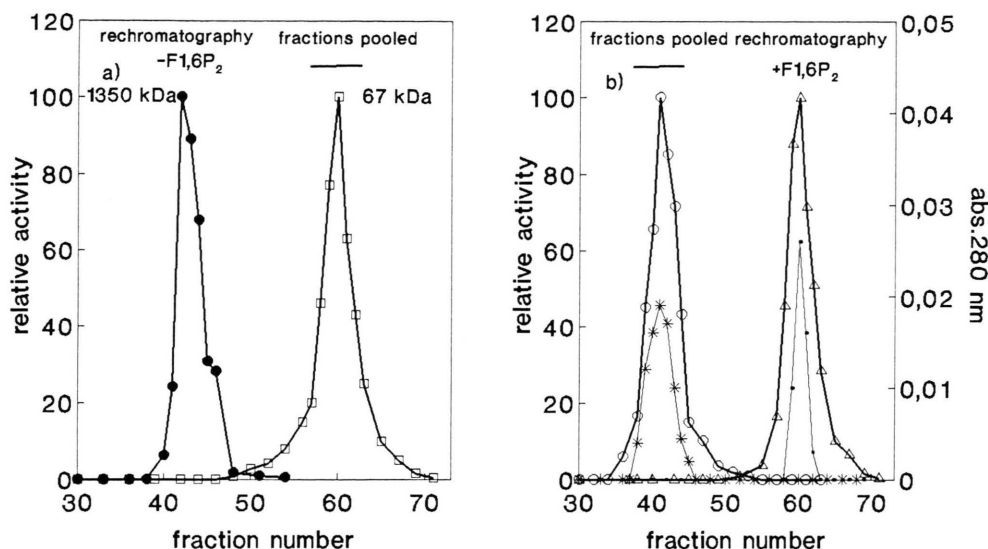 120
100
80
60
40
20
0
relative activity
30
40
50
60
70
fraction number
rechromatography
-F1,6P2
a)
1350 kDa
fractions pooled
67 kDa
120
100
80
60
40
20
0
relative activity
30
40
50
60
70
fraction number
fractions pooled
b)
rechromatography
+F1,6P2
0,05
0,04
0,03
0,02
0,01
0
abs.280 nm